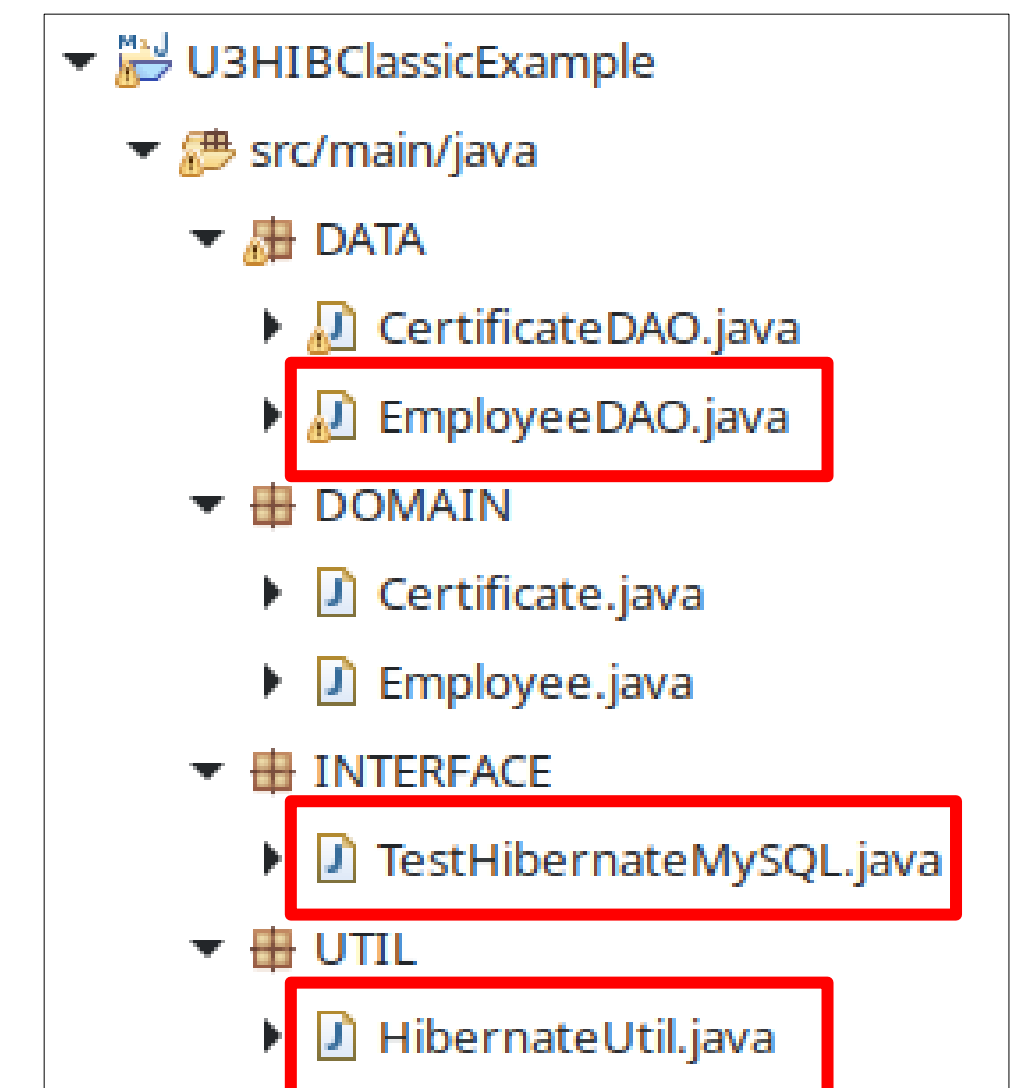 U3HIBClassicExample
src/main/java
DATA
CertificateDAO.java
EmployeeDAO.java
DOMAIN
Certificate.java
Employee.java
INTERFACE
TestHibernateMySQL.java
UTIL
HibernateUtil.java